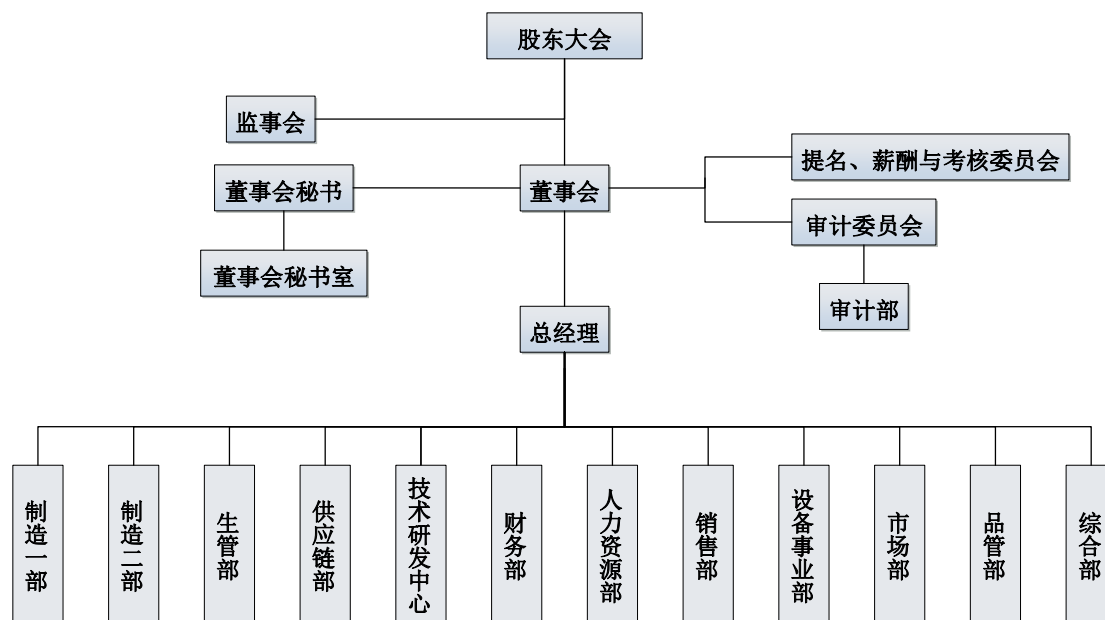 股东大会
监事会
提名、薪酬与考核委员会
董事会秘书
董事会
审计委员会
董事会秘书室
审计部
总经理
制造一部
制造二部
生管部
供应链部
技术研发中心
财务部
人力资源部
销售部
设备事业部
市场部
品管部
综合部